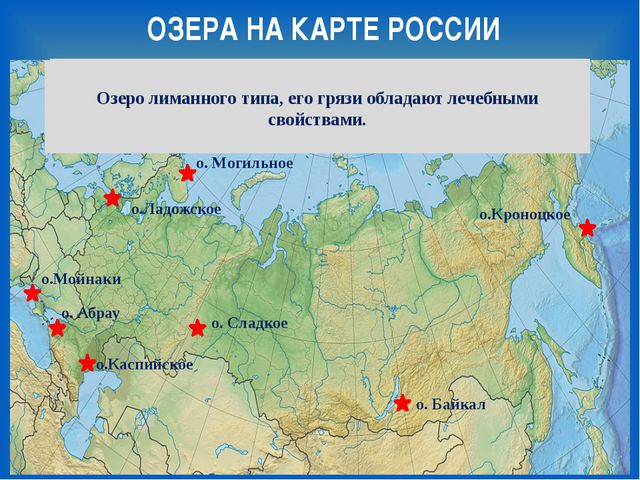 ОЗЕРА НА КАРТЕ РОССИИ
Озеро лиманного типа, его грязи обладают лечебными
свойствами.
о. Могильное
о.Ладожское
о.Кроноцкое
о.Мойнаки
о. Абрау
о. Сладкое
о.Каспийское
о. Байкал